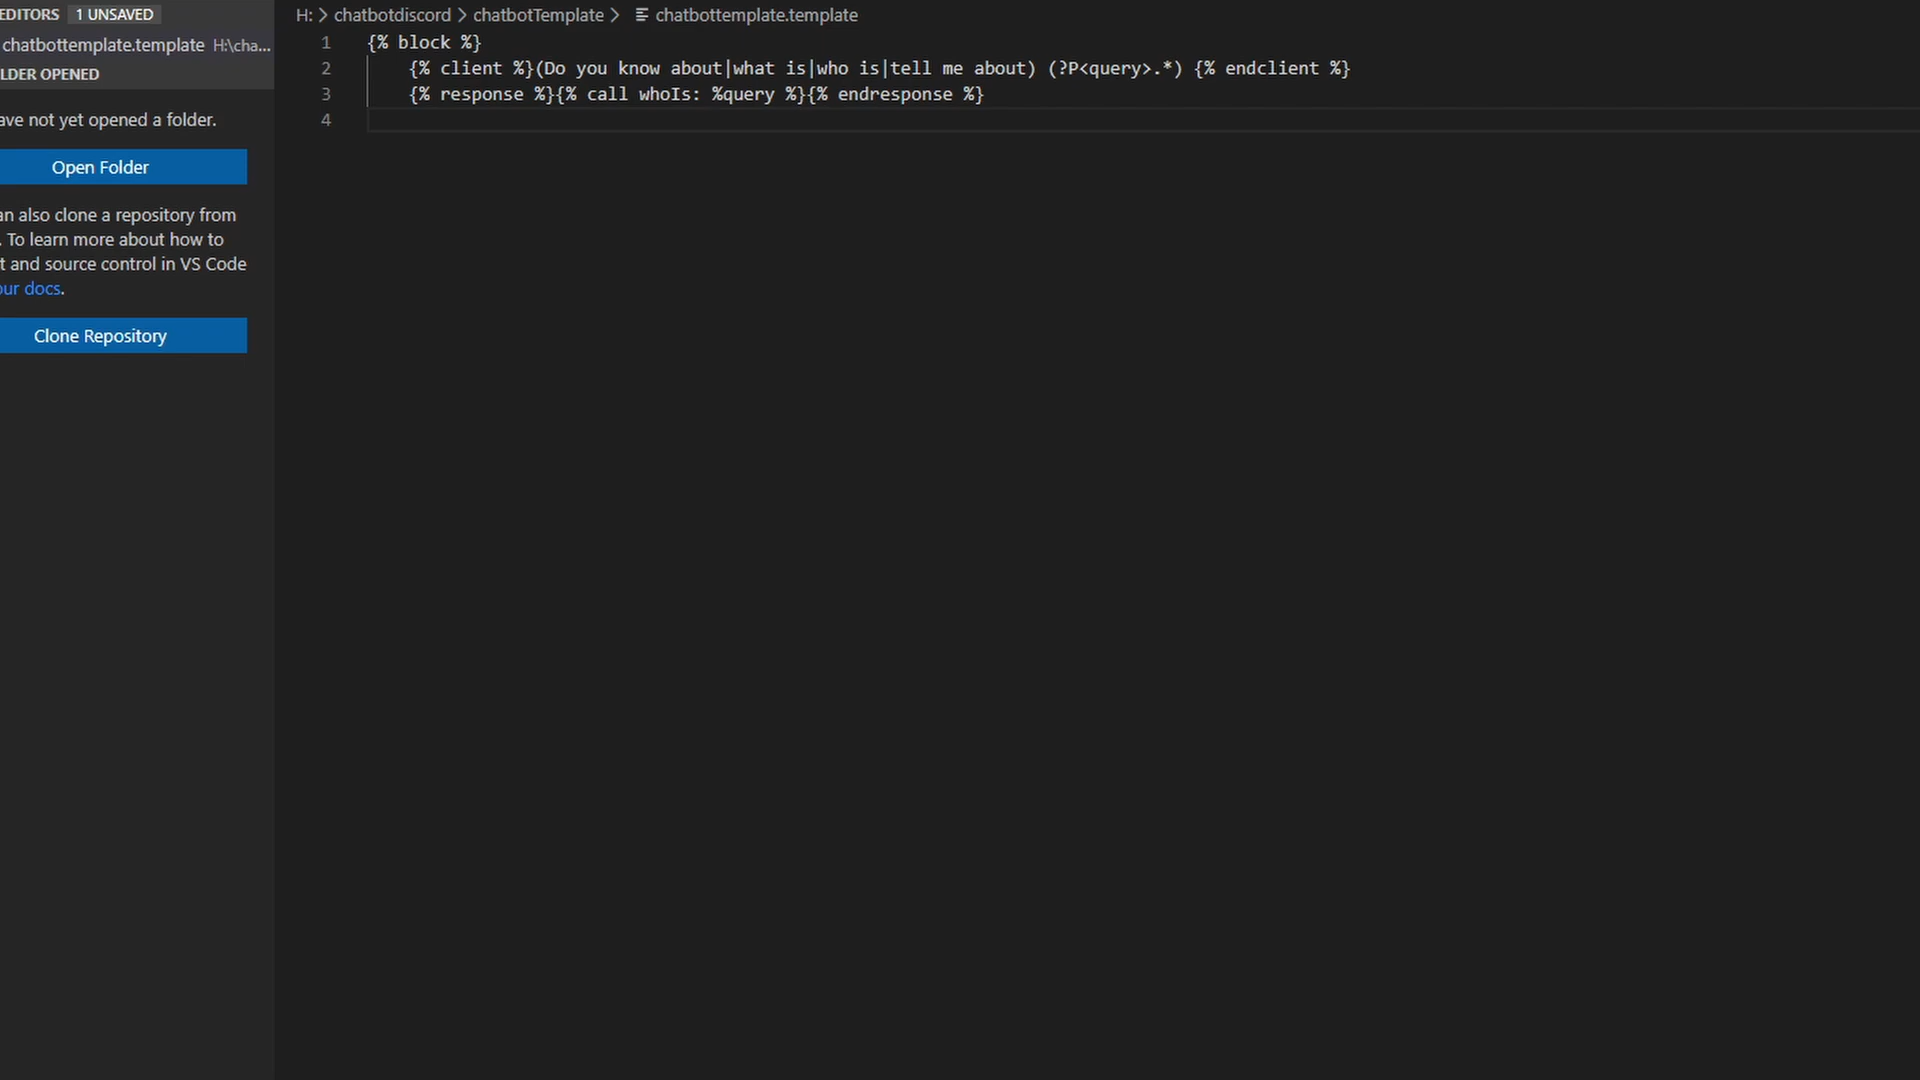 EDITORS 1 UNSAVED
chatbottemplate.template H:\cha...
LDER OPENED
ave not yet opened a folder.
Open Folder
an also clone a repository from
. To learn more about how to
t and source control in VS Code
our docs.
Clone Repository
H: > chatbotdiscord > chatbotTemplate > chatbottemplate.template
1 {% block %}
2 {% client %}(Do you know about|what is|who is|tell me about) (?P<query>.*) {% endclient %}
3 {% response %}{% call whoIs: %query %}{% endresponse %}
4